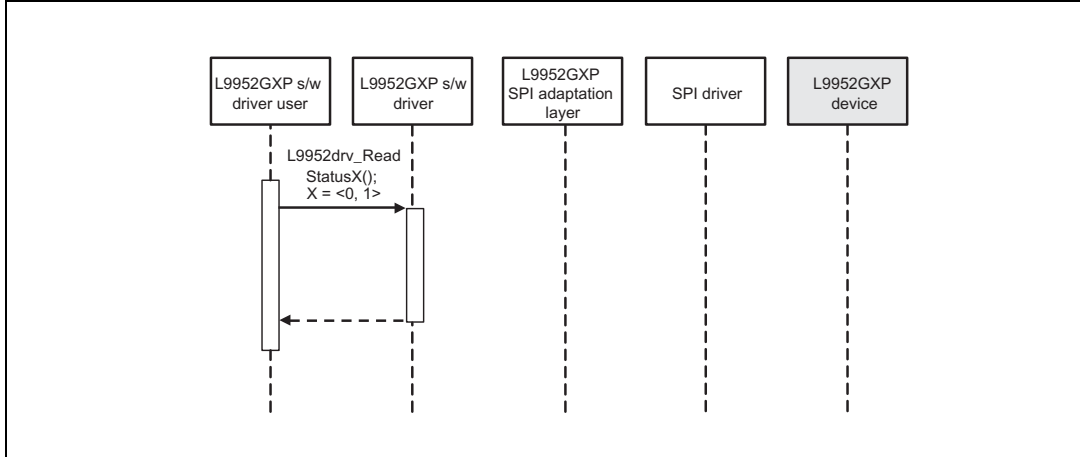 L9952GXP s/w
driver user
L9952GXP s/w
driver
L9952GXP
SPI adaptation
layer
SPI driver
L9952GXP
device
L9952drv_Read
StatusX();
X = <0, 1>